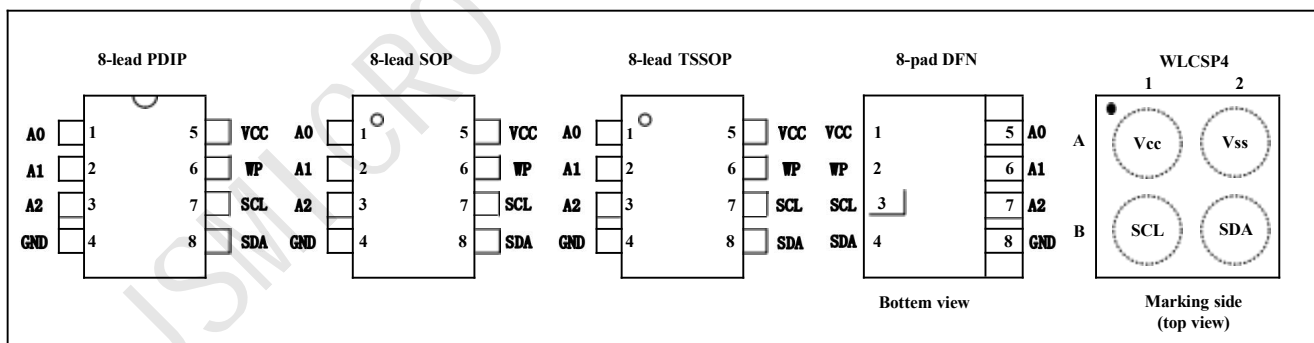 8-lead PDIP
A0 1 5 VCC
A1 2 6 WP
A2 3 7 SCL
GND 4 8 SDA
8-lead SOP
A0 1 5 VCC
A1 2 6 WP
A2 3 7 SCL
GND 4 8 SDA
8-lead TSSOP
A0 1 5 VCC
A1 2 6 WP
A2 3 7 SCL
GND 4 8 SDA
8-pad DFN
VCC 1 5 A0
WP 2 6 A1
SCL 3 7 A2
SDA 4 8 GND
Bottem view
WLCSP4
1 2
A Vcc Vss
B SCL SDA
Marking side
(top view)
ISMICRO